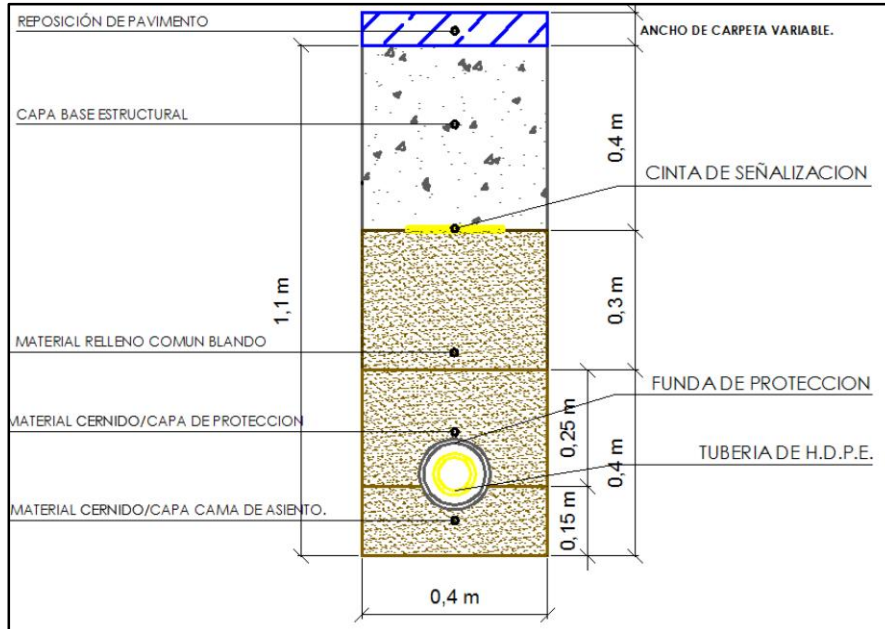 REPOSICIÓN DE PAVIMENTO
ANCHO DE CARPETA VARIABLE.
CAPA BASE ESTRUCTURAL
0,4 m
CINTA DE SEÑALIZACION
1,1 m
0,3 m
MATERIAL RELLENO COMUN BLANDO
FUNDA DE PROTECCION
MATERIAL CERNIDO/CAPA DE PROTECCION
0,25 m
0,4 m
TUBERIA DE H.D.P.E.
MATERIAL CERNIDO/CAPA CAMA DE ASIENTO.
0,15 m
0,4 m